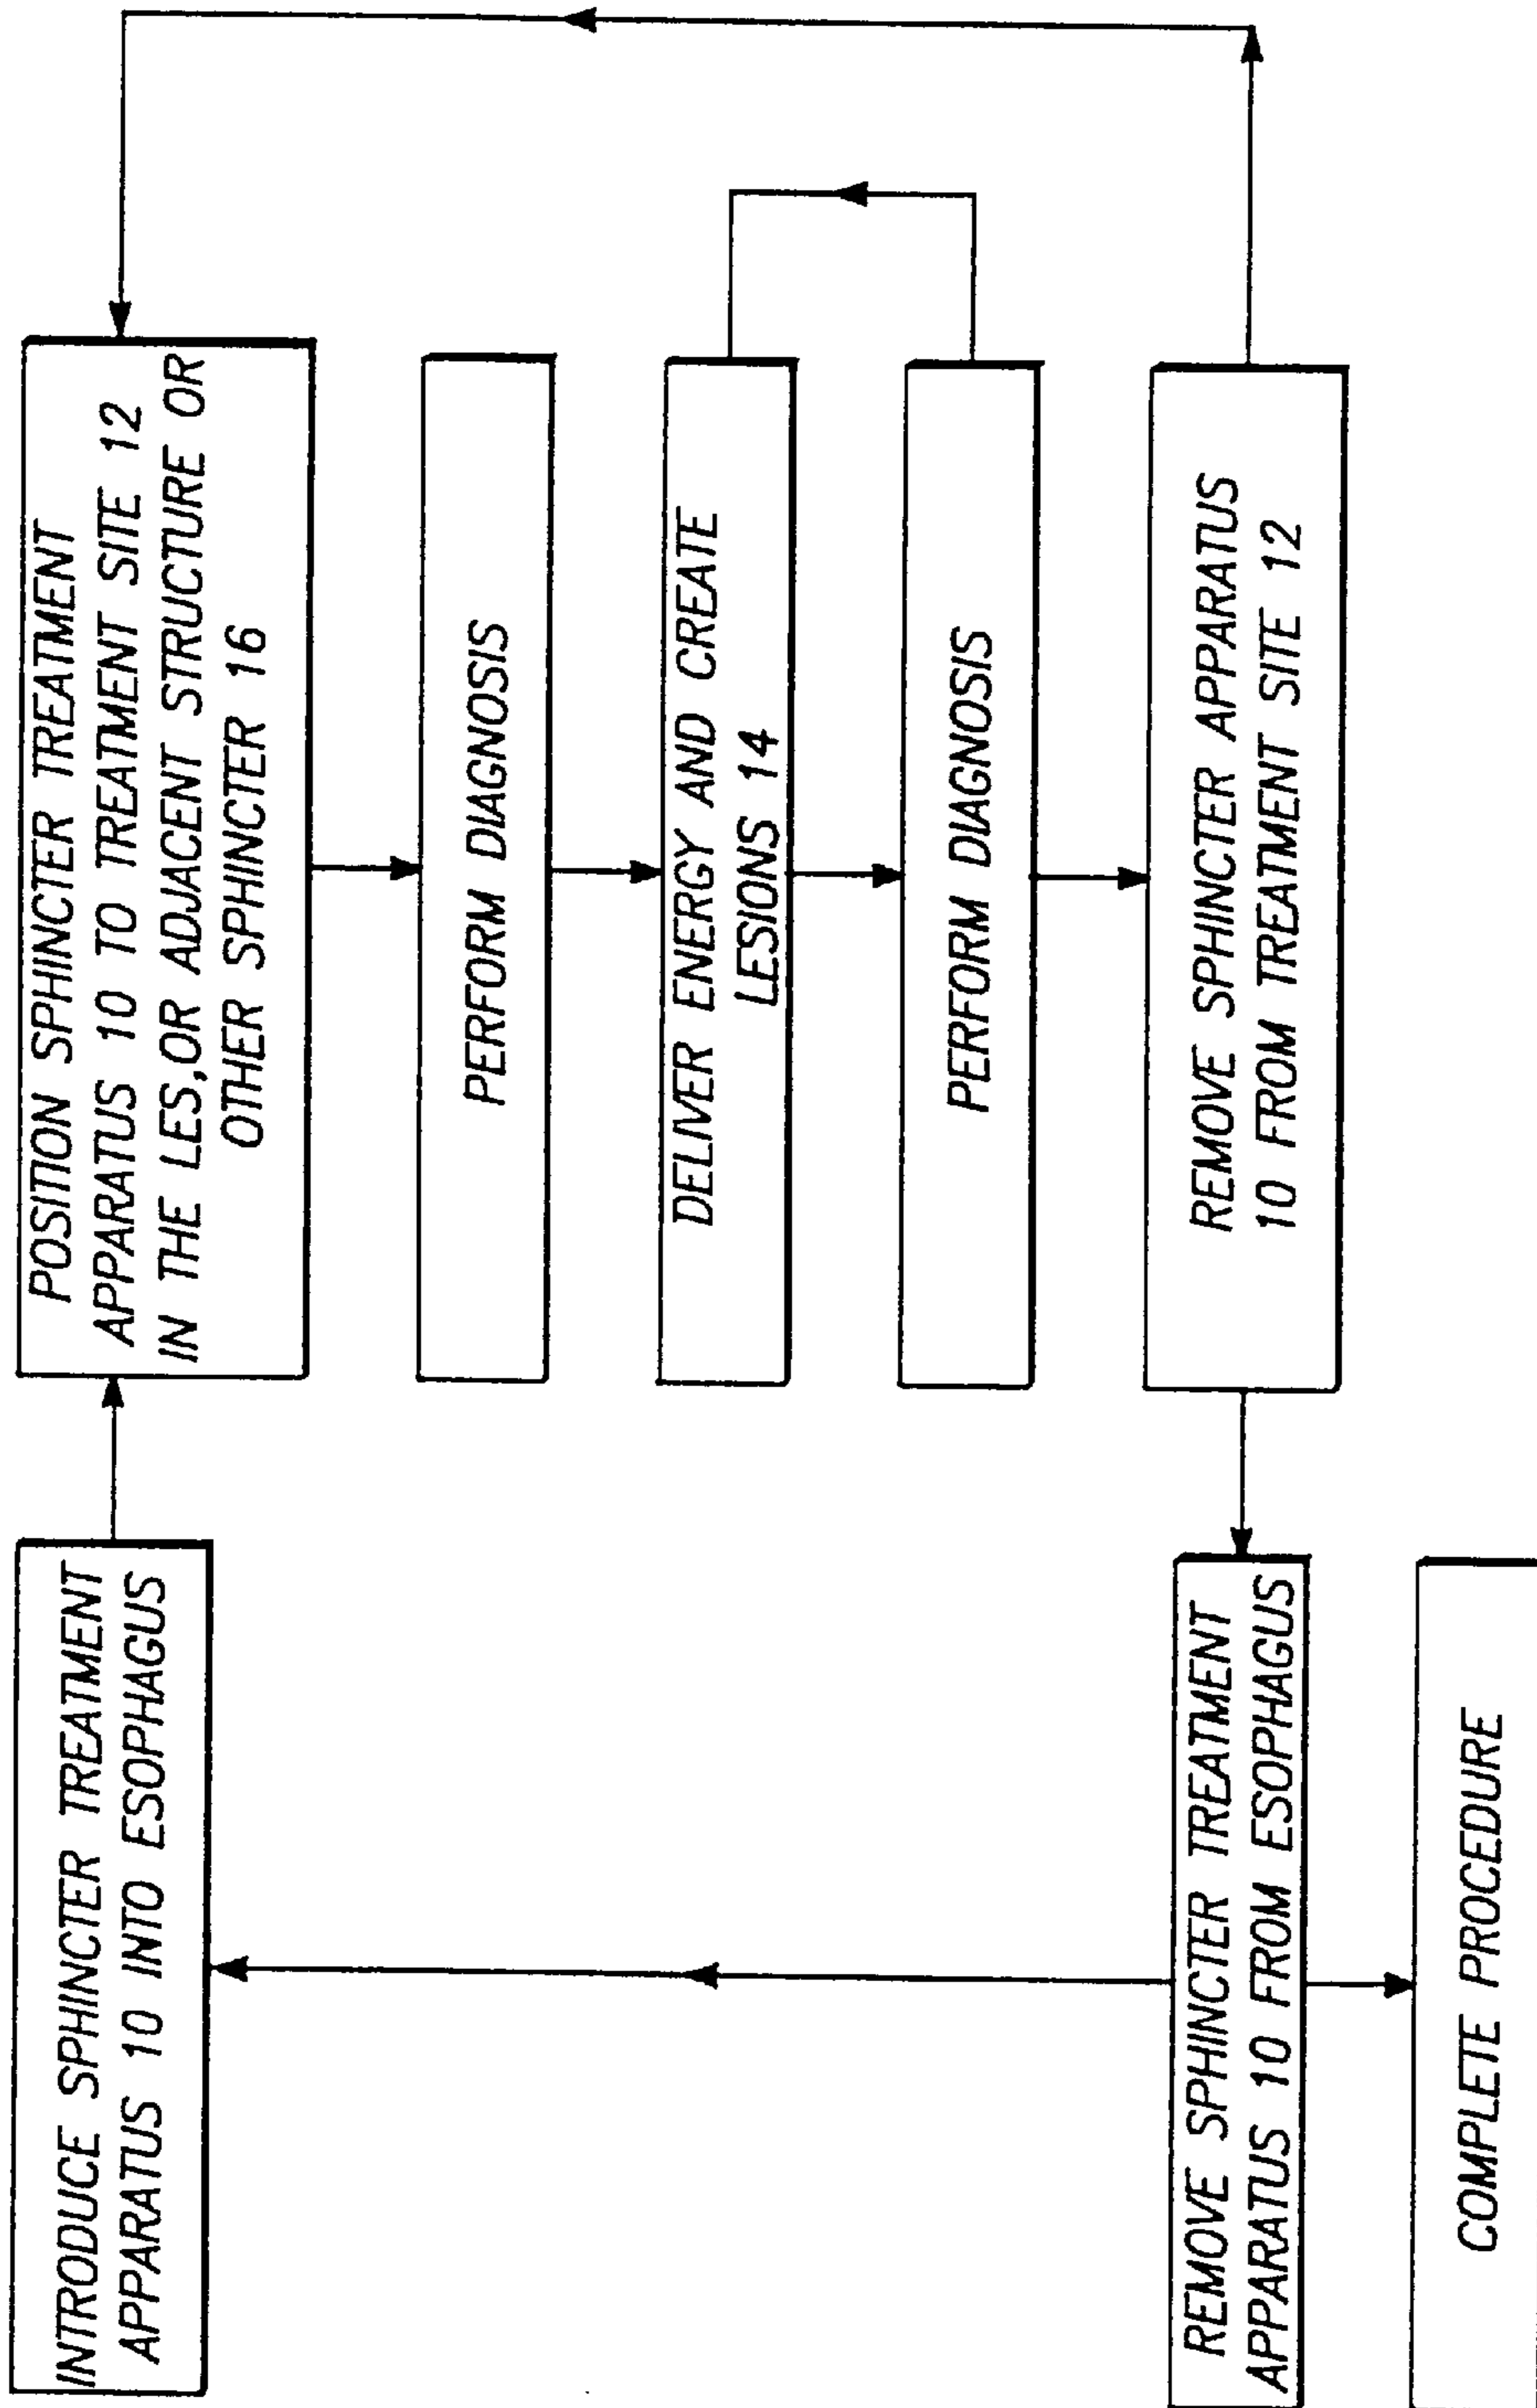 INTRODUCE SPHINCTER TREATMENT
APPARATUS 10 INTO ESOPHAGUS
POSITION SPHINCTER TREATMENT
APPARATUS 10 TO TREATMENT SITE 12
IN THE LES,OR ADJACENT STRUCTURE OR
OTHER SPHINCTER 16
PERFORM DIAGNOSIS
DELIVER ENERGY AND CREATE
LESIONS 14
PERFORM DIAGNOSIS
REMOVE SPHINCTER APPARATUS
10 FROM TREATMENT SITE 12
REMOVE SPHINCTER TREATMENT
APPARATUS 10 FROM ESOPHAGUS
COMPLETE PROCEDURE